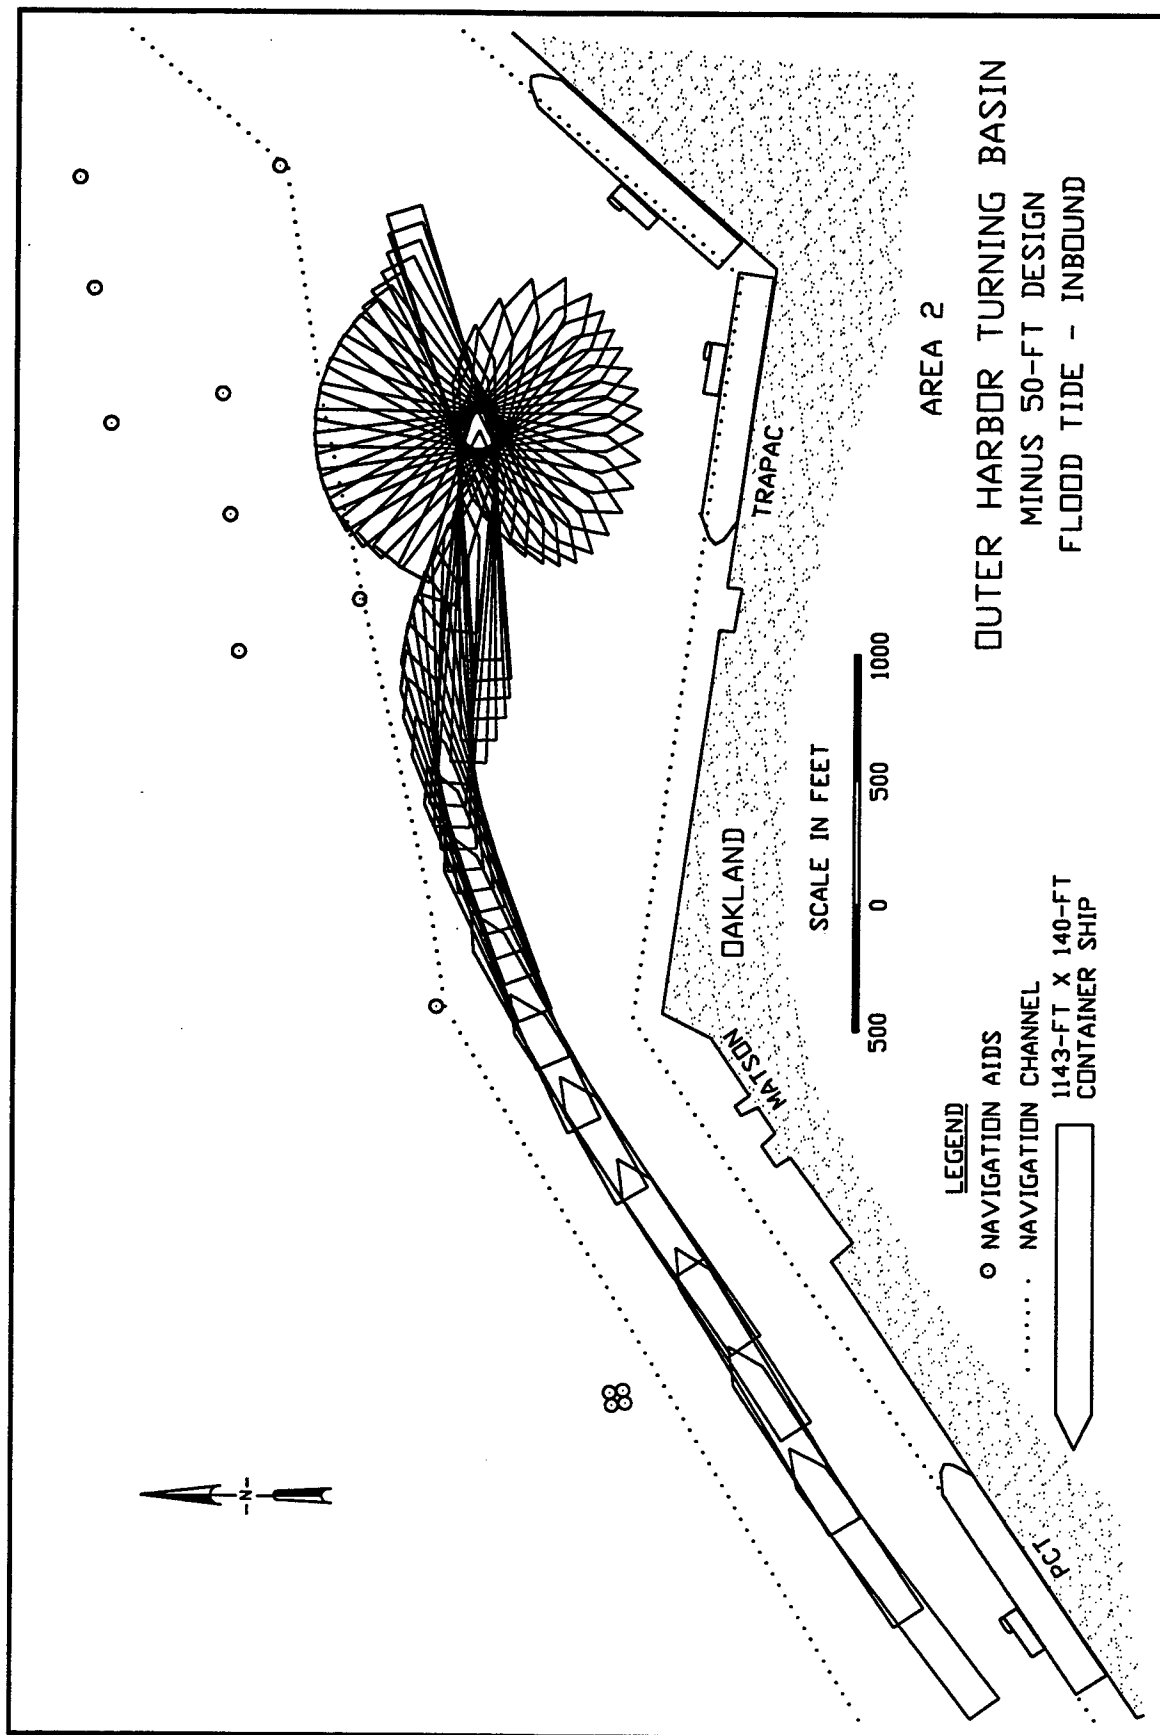 AREA 2
OUTER HARBOR TURNING BASIN
MINUS 50-FT DESIGN
FLOOD TIDE - INBOUND
TRAPAC
OAKLAND
MATSON
PCT
-N-
SCALE IN FEET
500 0 500 1000
LEGEND
NAVIGATION AIDS
NAVIGATION CHANNEL
1143-FT X 140-FT
CONTAINER SHIP